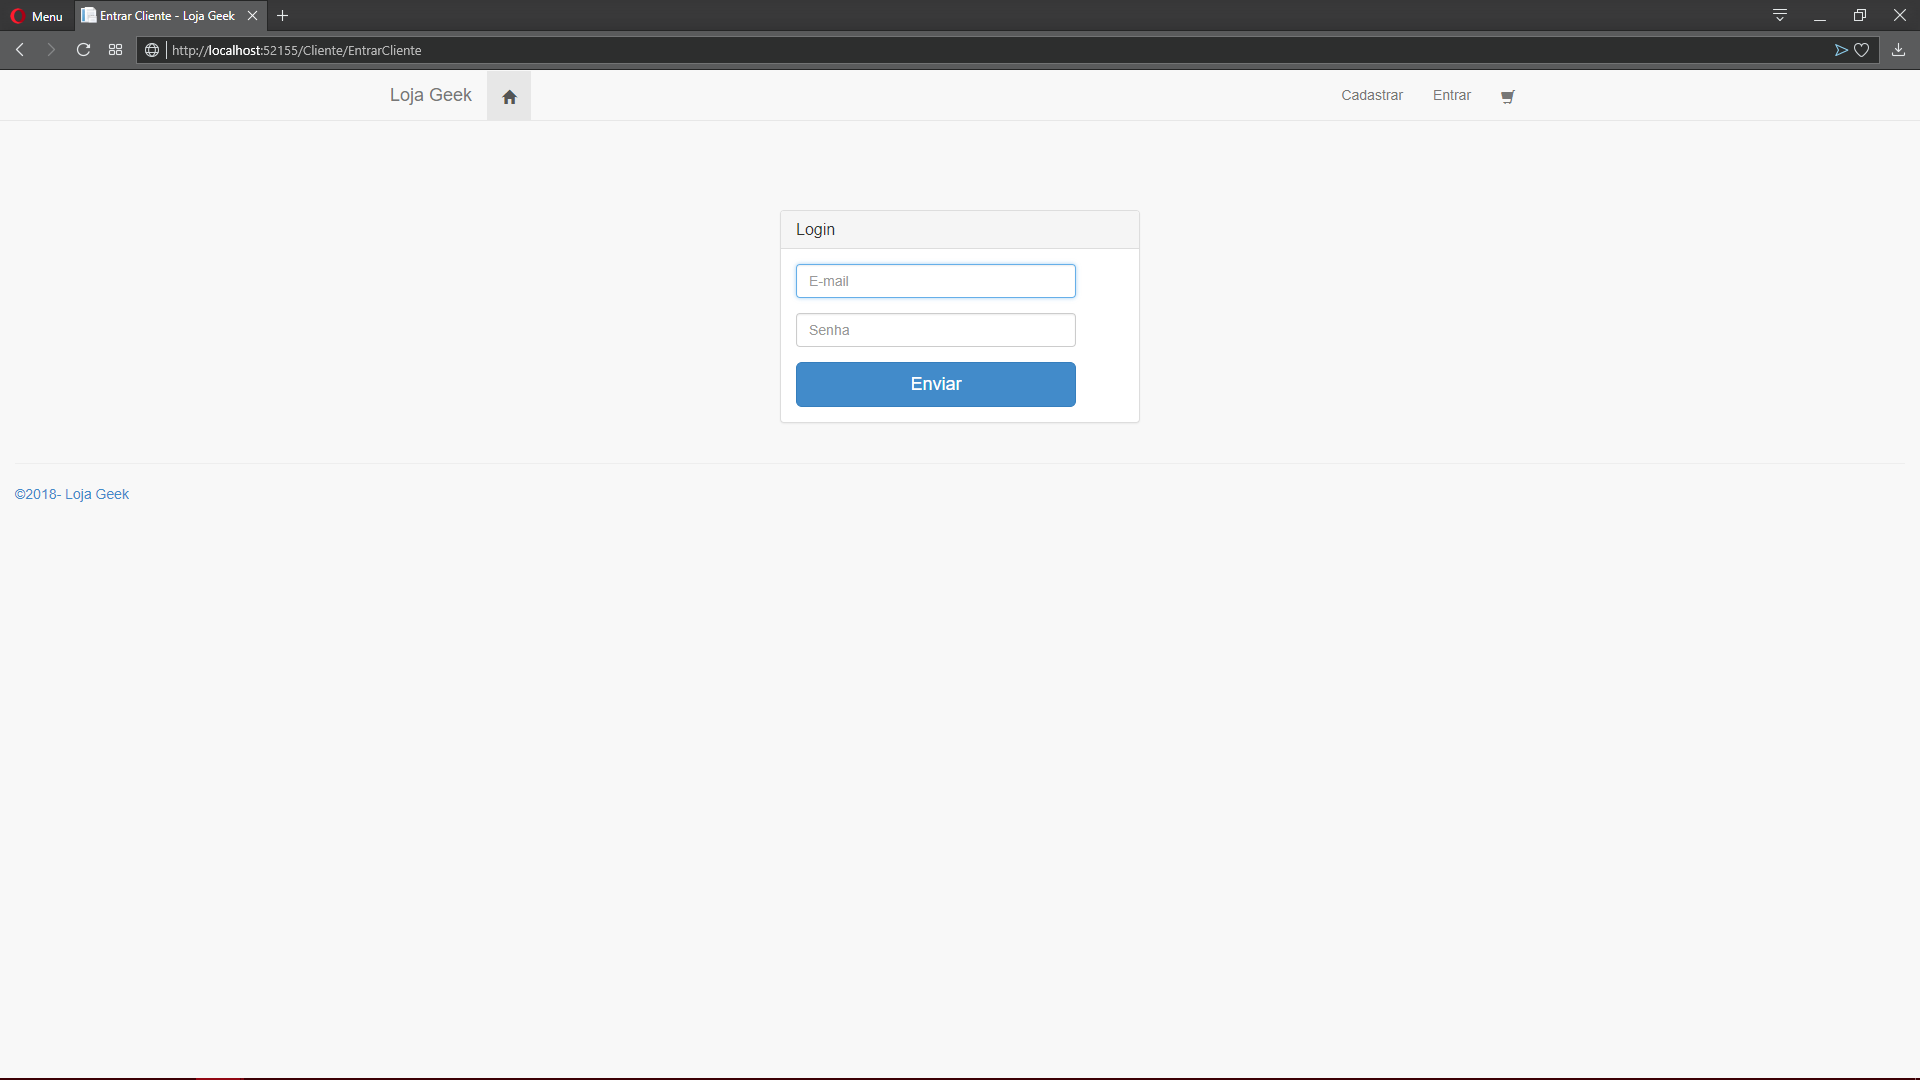 Menu
Entrar Cliente - Loja Geek
http://localhost:52155/Cliente/EntrarCliente
Loja Geek
Cadastrar
Entrar
Login
E-mail
Senha
Enviar
©2018- Loja Geek